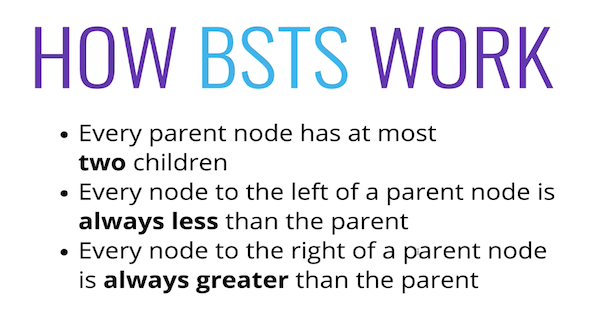 HOW BSTS WORK
• Every parent node has at most
two children
• Every node to the left of a parent node is
always less than the parent
• Every node to the right of a parent node
is always greater than the parent